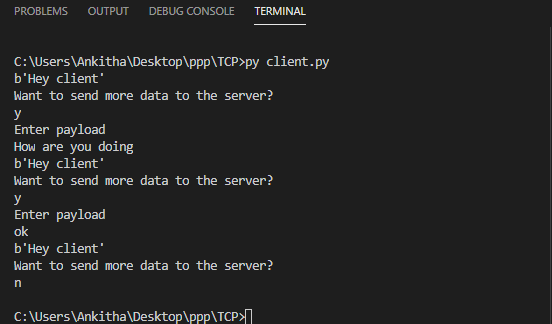 PROBLEMS OUTPUT DEBUG CONSOLE TERMINAL
C:\Users\Ankitha\Desktop\ppp\TCP>py client.py
b'Hey client'
Want to send more data to the server?
y
Enter payload
How are you doing
b'Hey client'
Want to send more data to the server?
y
Enter payload
ok
b'Hey client'
Want to send more data to the server?
n
C:\Users\Ankitha\Desktop\ppp\TCP>